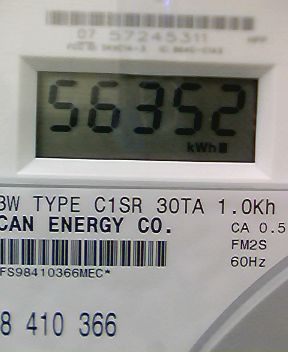 07 57245311
56352
kWh
3W TYPE C1SR 30TA 1.0Kh
CAN ENERGY CO.
CA 0.5
FM2S
60Hz
FS98410366MEC*
8 410 366